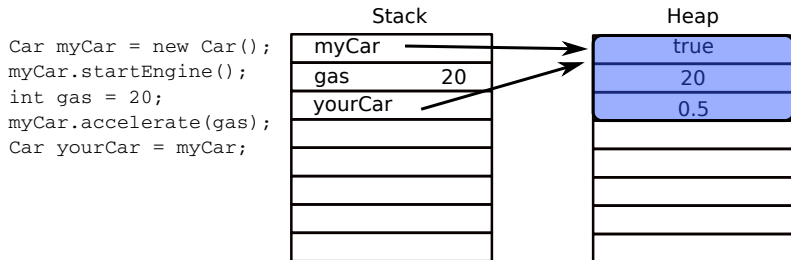 Stack
Heap
Car myCar = new Car();
myCar.startEngine();
int gas = 20;
myCar.accelerate(gas);
Car yourCar = myCar;
myCar
gas 20
yourCar
true
20
0.5